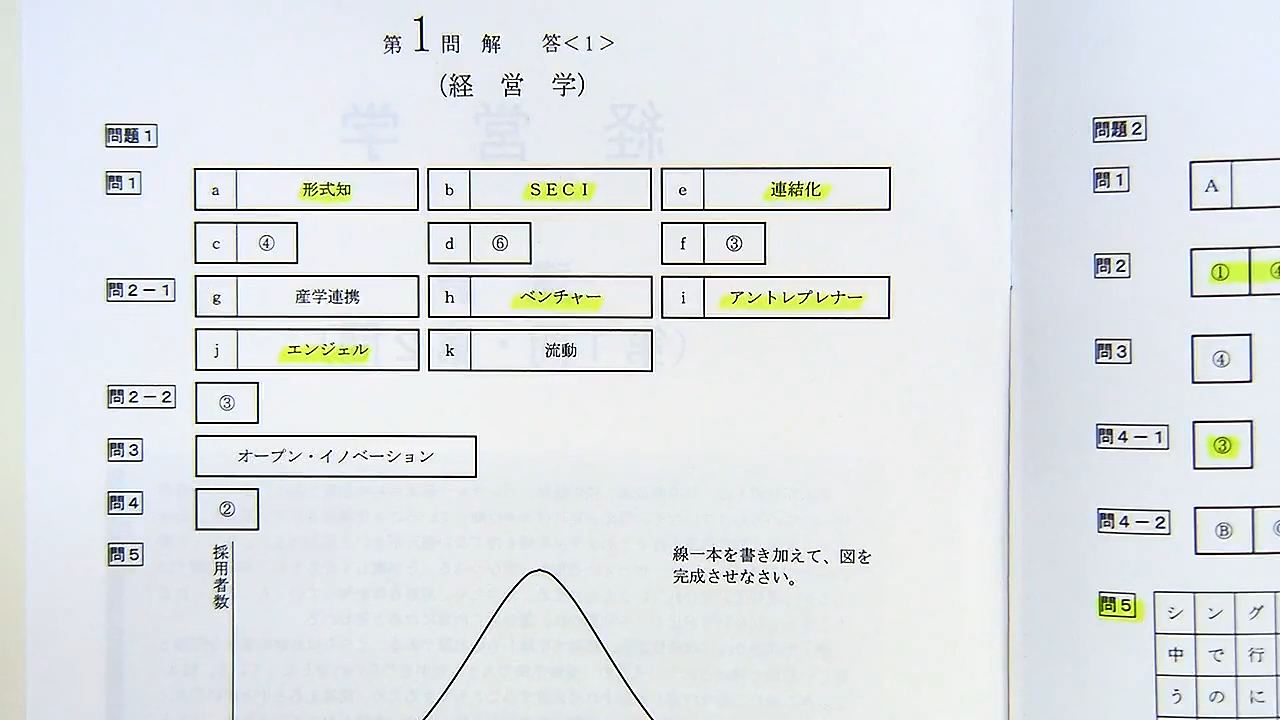 第1問 解 答<1>
(経 営 学)
問題1
問1 a 形式知 b SECI e 連結化
c ④ d ⑥ f ③
問2-1 g 産学連携 h ベンチャー i アントレプレナー
j エンジェル k 流動
問2-2 ③
問3 オープン・イノベーション
問4 ②
問5 採用者数
線一本を書き加えて、図を
完成させなさい。
問題2
問1 A
問2 ①
問3 ④
問4-1 ③
問4-2 Ⓑ
問5 シング
中で行
うのに